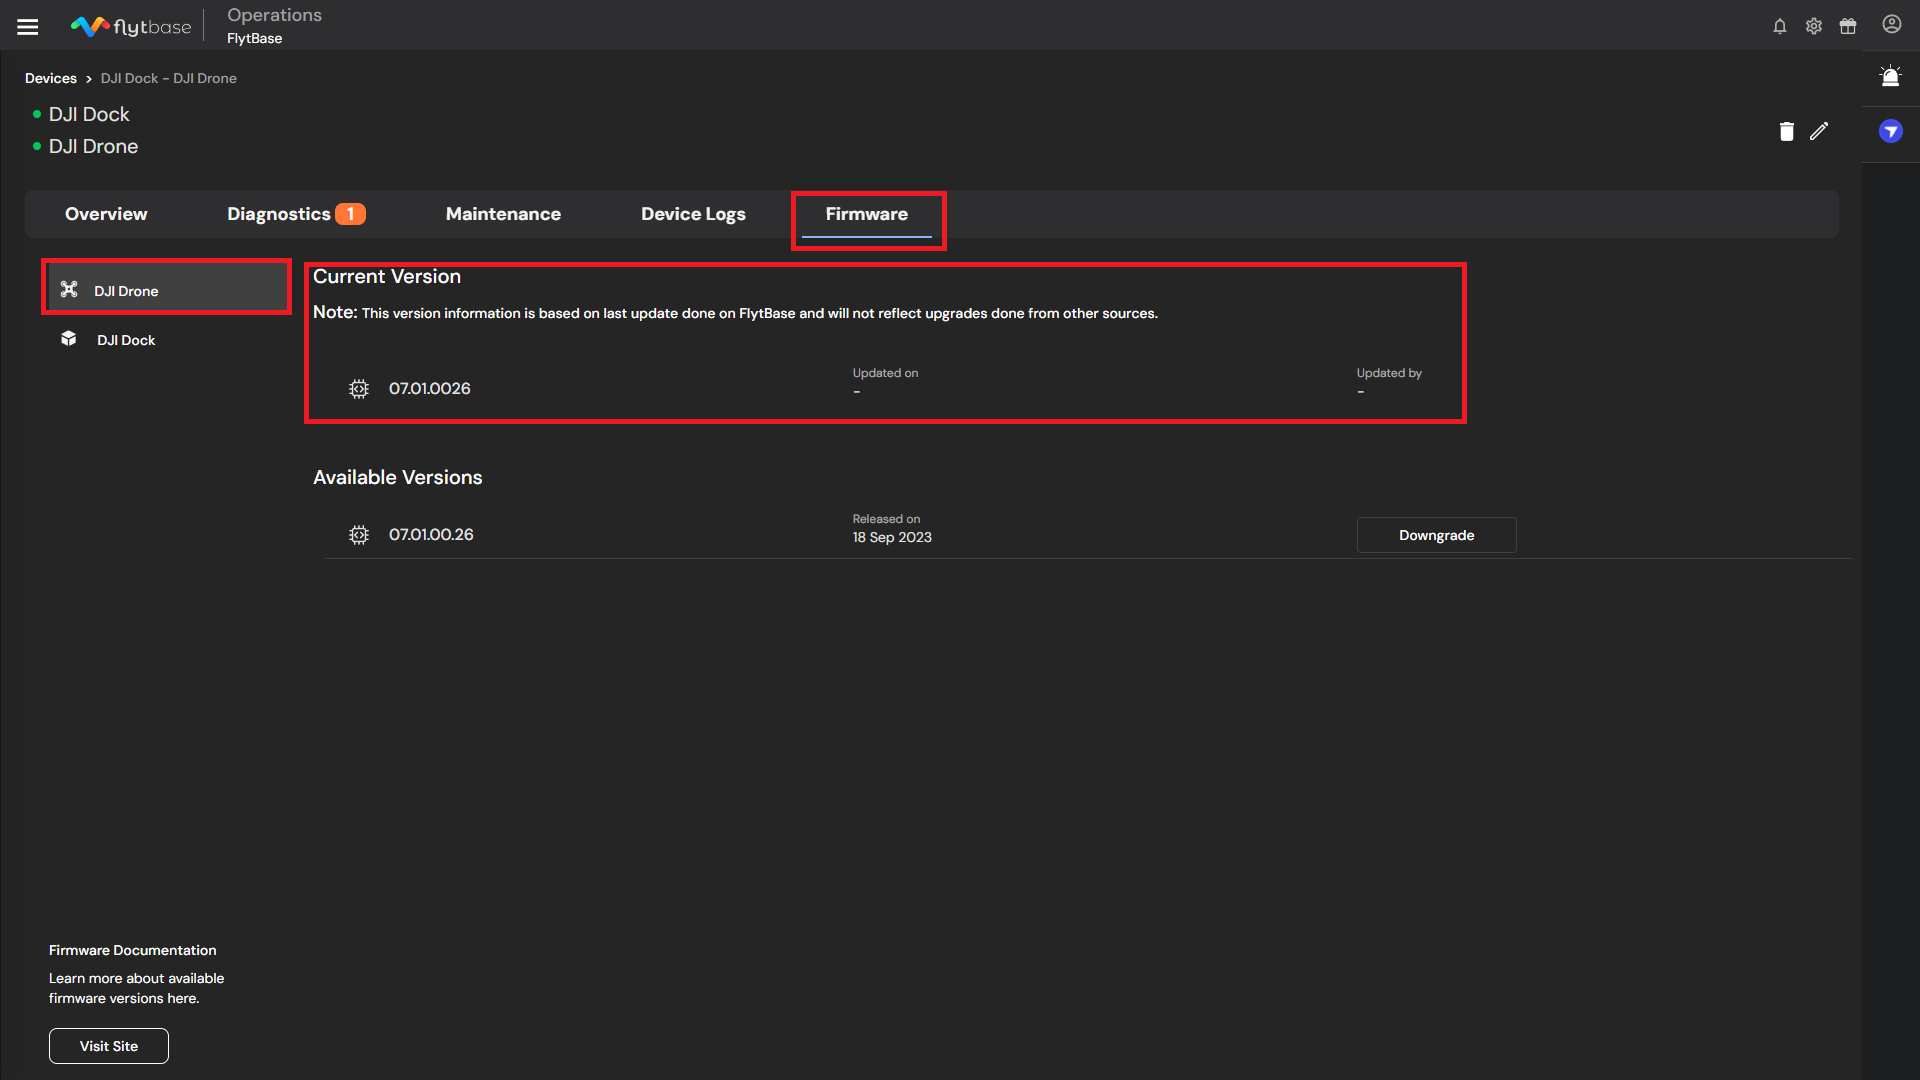 flytbase
Operations
FlytBase
Devices > DJI Dock - DJI Drone
DJI Dock
DJI Drone
Overview
Diagnostics 1
Maintenance
Device Logs
Firmware
DJI Drone
DJI Dock
Current Version
Note: This version information is based on last update done on FlytBase and will not reflect upgrades done from other sources.
07.01.0026
Updated on
-
Updated by
-
Available Versions
07.01.00.26
Released on
18 Sep 2023
Downgrade
Firmware Documentation
Learn more about available
firmware versions here.
Visit Site